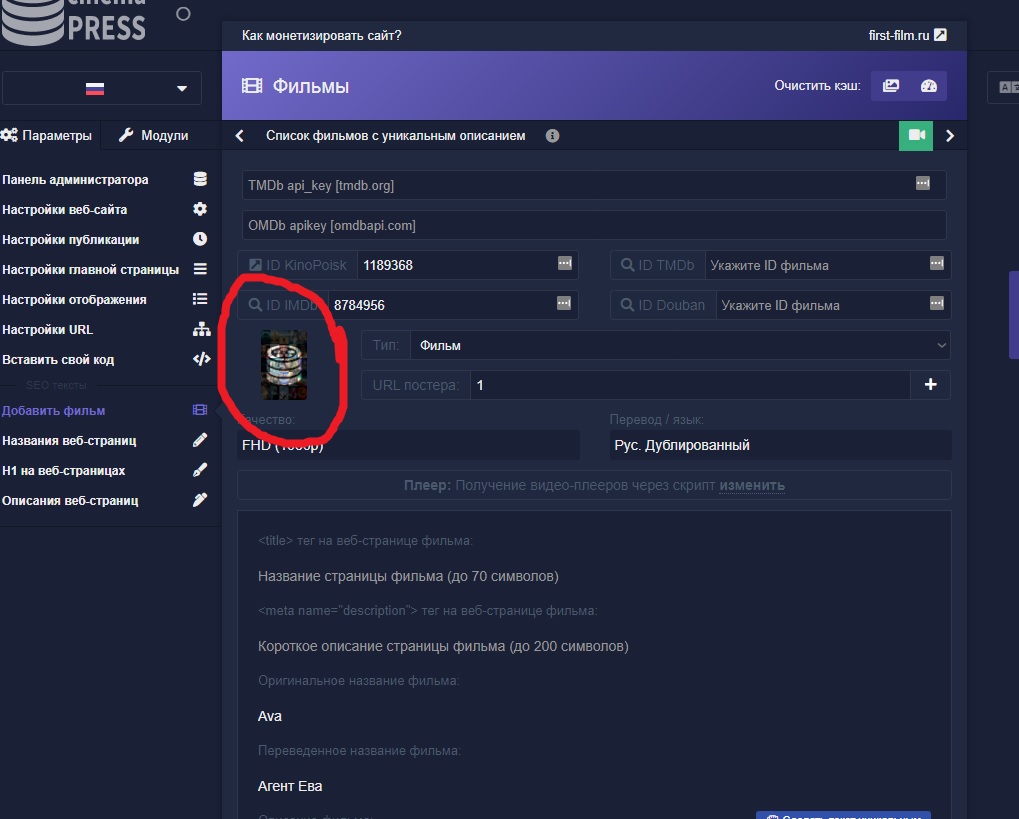 PRESS
Как монетизировать сайт?
first-film.ru
Фильмы
Очистить кэш:
Параметры
Модули
Список фильмов с уникальным описанием
Панель администратора
Настройки веб-сайта
Настройки публикации
Настройки главной страницы
Настройки отображения
Настройки URL
Вставить свой код
SEO тексты
Добавить фильм
Названия веб-страниц
H1 на веб-страницах
Описания веб-страниц
TMDb api_key [tmdb.org]
OMDb apikey [omdbapi.com]
ID KinoPoisk 1189368
ID TMDb Укажите ID фильма
ID IMDb 8784956
ID Douban Укажите ID фильма
Тип: Фильм
URL постера: 1
Перевод / язык:
FHD (1080p)
Рус. Дублированный
Плеер: Получение видео-плееров через скрипт изменить
<title> тег на веб-странице фильма:
Название страницы фильма (до 70 символов)
<meta name="description"> тег на веб-странице фильма:
Короткое описание страницы фильма (до 200 символов)
Оригинальное название фильма:
Ava
Переведенное название фильма:
Агент Ева